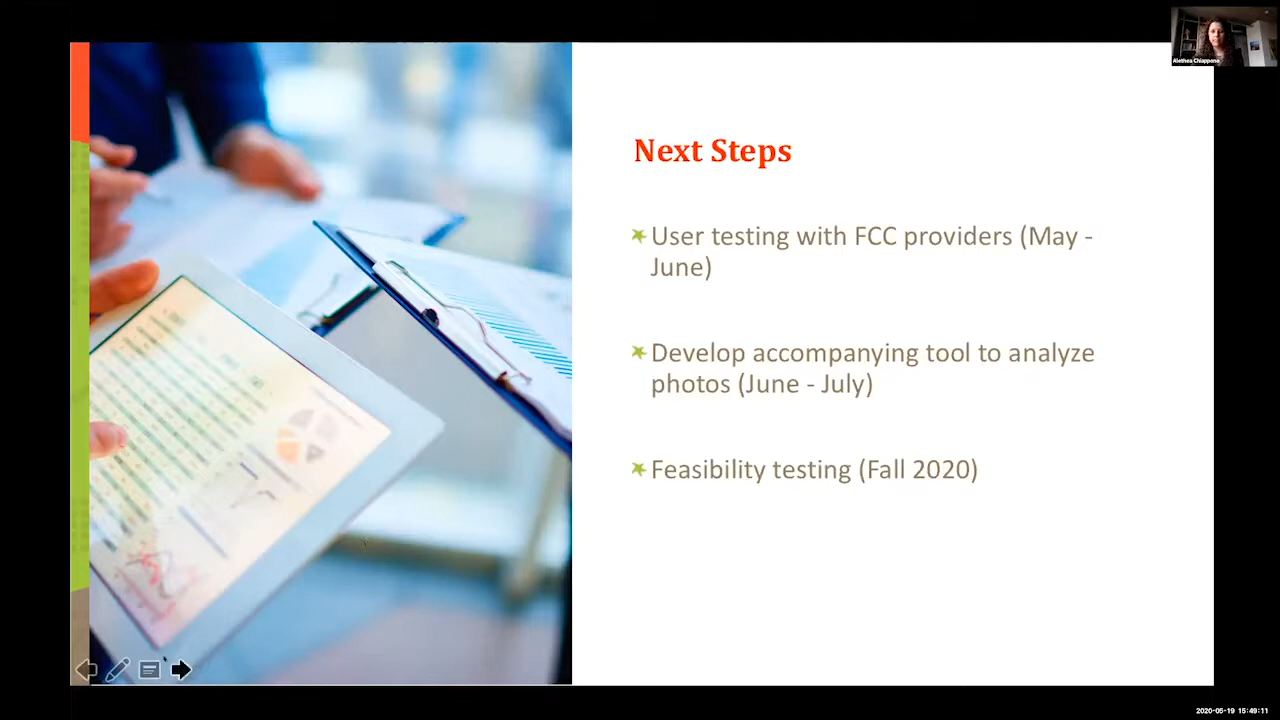 Alethea Chiappone
Next Steps
User testing with FCC providers (May -
June)
Develop accompanying tool to analyze
photos (June - July)
Feasibility testing (Fall 2020)
2020-05-19 15:49:11